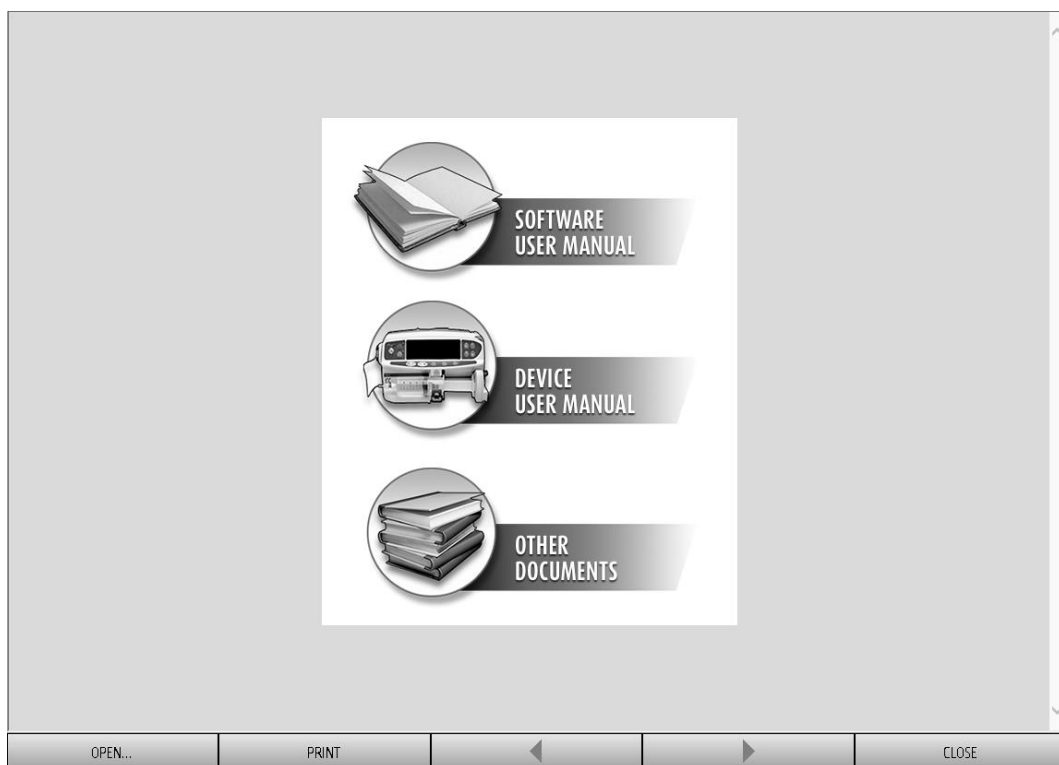 SOFTWARE
USER MANUAL
DEVICE
USER MANUAL
OTHER
DOCUMENTS
OPEN...
PRINT
CLOSE